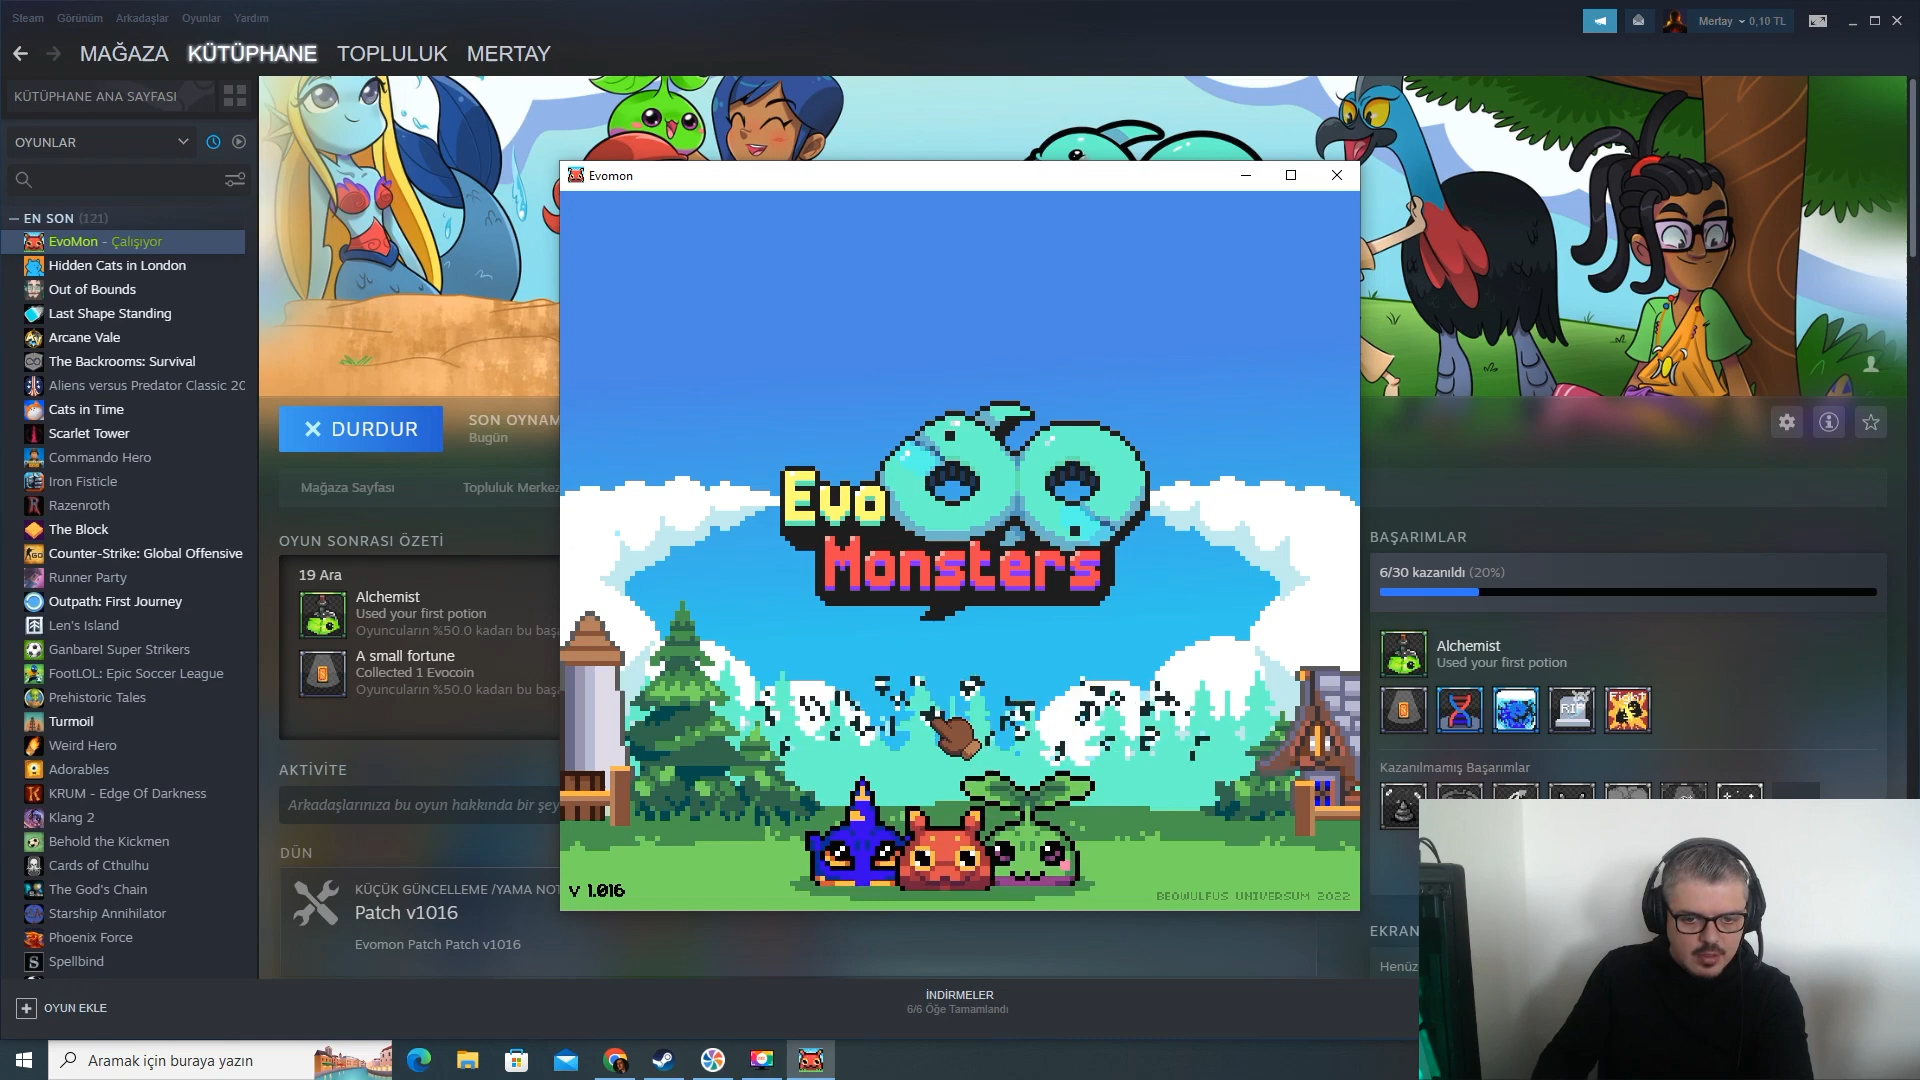 Steam Görünüm Arkadaşlar Oyunlar Yardım
Mertay 0,10 TL
MAĞAZA KÜTÜPHANE TOPLULUK MERTAY
KÜTÜPHANE ANA SAYFASI
OYUNLAR
EN SON (121)
EvoMon - Çalışıyor
Hidden Cats in London
Out of Bounds
Last Shape Standing
Arcane Vale
The Backrooms: Survival
Aliens versus Predator Classic 20
Cats in Time
Scarlet Tower
Commando Hero
Iron Fisticle
Razenroth
The Block
Counter-Strike: Global Offensive
Runner Party
Outpath: First Journey
Len's Island
Ganbarel Super Strikers
FootLOL: Epic Soccer League
Prehistoric Tales
Turmoil
Weird Hero
Adorables
KRUM - Edge Of Darkness
Klang 2
Behold the Kickmen
Cards of Cthulhu
The God's Chain
Starship Annihilator
Phoenix Force
Spellbind
OYUN EKLE
DURDUR
SON OYNAM
Bugün
Mağaza Sayfası
Topluluk Merkez
OYUN SONRASI ÖZETİ
19 Ara
Alchemist
Used your first potion
Oyuncuların %50.0 kadarı bu başa
A small fortune
Collected 1 Evocoin
Oyuncuların %50.0 kadarı bu başa
AKTİVİTE
Arkadaşlarınıza bu oyun hakkında bir şey
DÜN
KÜÇÜK GÜNCELLEME /YAMA NOT
Patch v1016
Evomon Patch Patch v1016
Evomon
Evo
Monsters
V 1.016
BEOWULFUS UNIVERSUM 2022
BAŞARIMLAR
6/30 kazanıldı (20%)
Alchemist
Used your first potion
RIP
Fight
Kazanılmamış Başarımlar
EKRAN
Henüz
İNDİRMELER
6/6 Öğe Tamamlandı
Aramak için buraya yazın